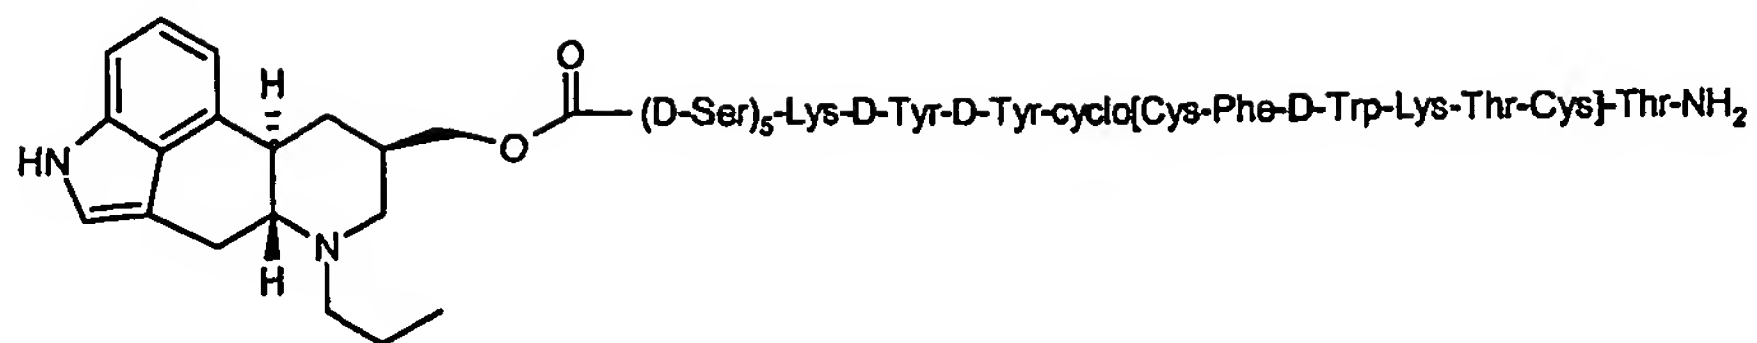 O
H
(D-Ser)5-Lys-D-Tyr-D-Tyr-cyclo[Cys-Phe-D-Trp-Lys-Thr-Cys]-Thr-NH2
O
HN
N
H